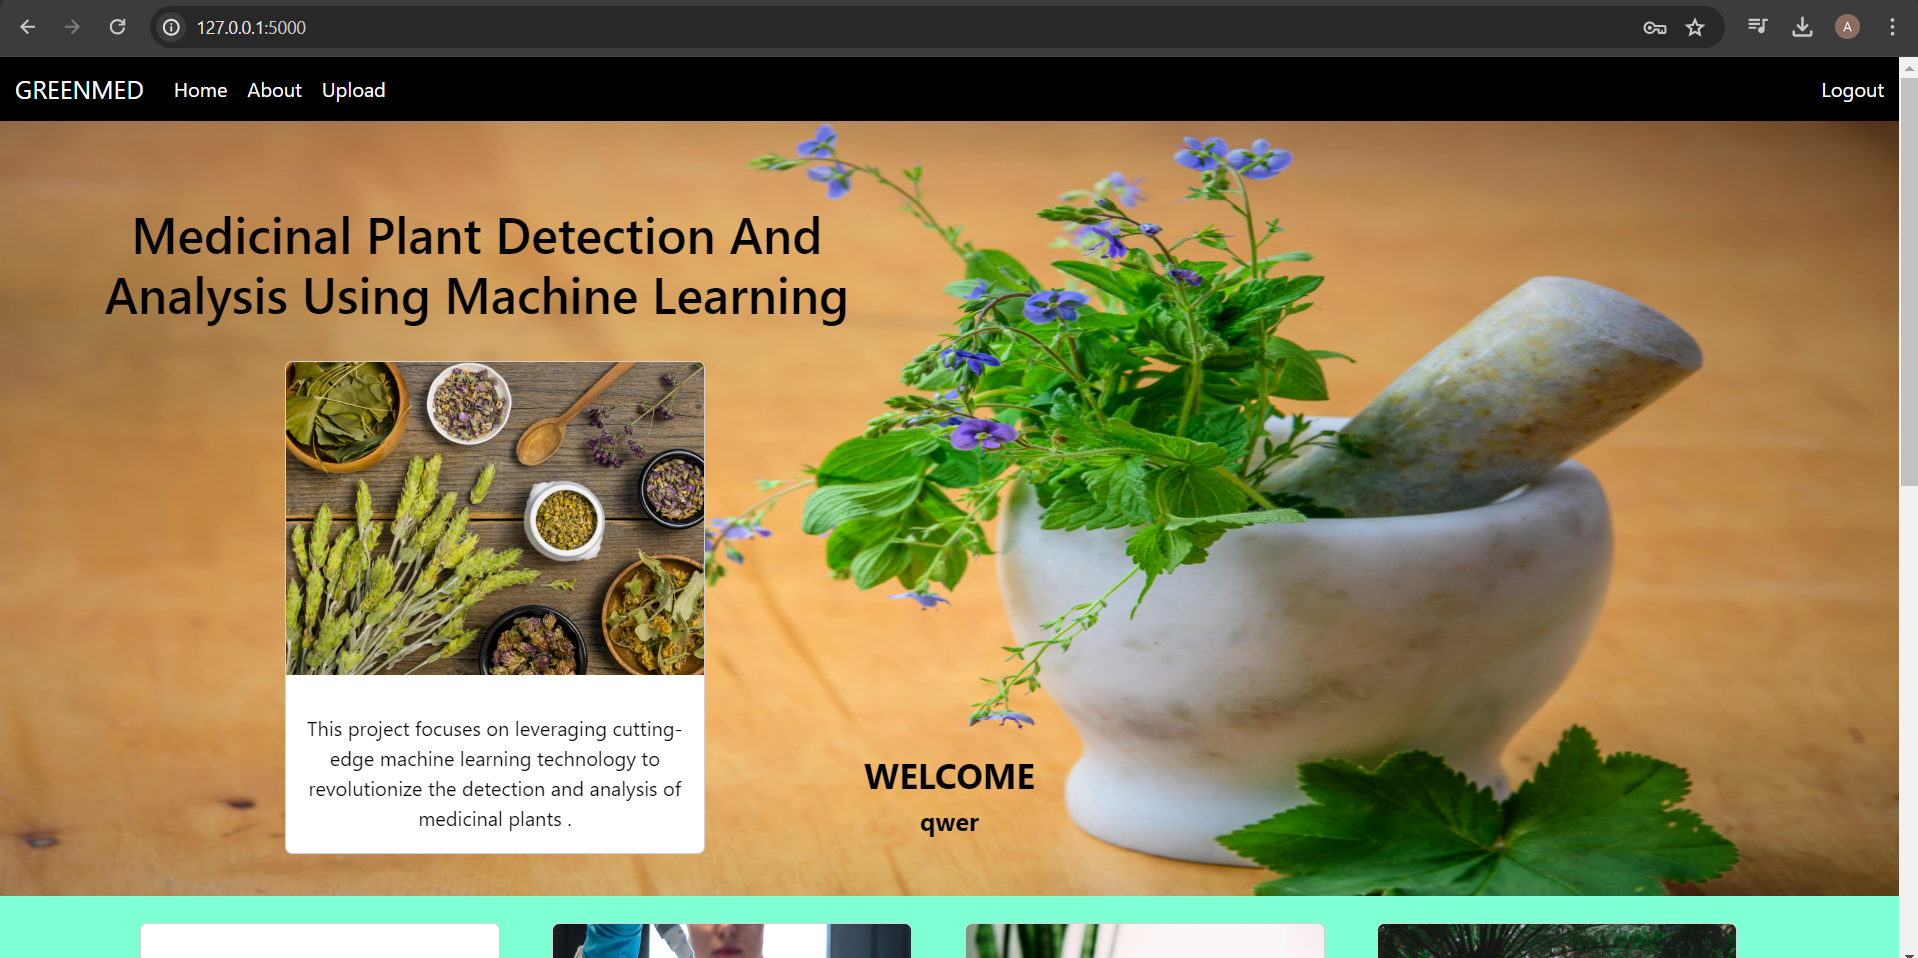 127.0.0.1:5000
A
GREENMED Home About Upload Logout
Medicinal Plant Detection And
Analysis Using Machine Learning
This project focuses on leveraging cutting-
edge machine learning technology to
revolutionize the detection and analysis of
medicinal plants .
WELCOME
qwer